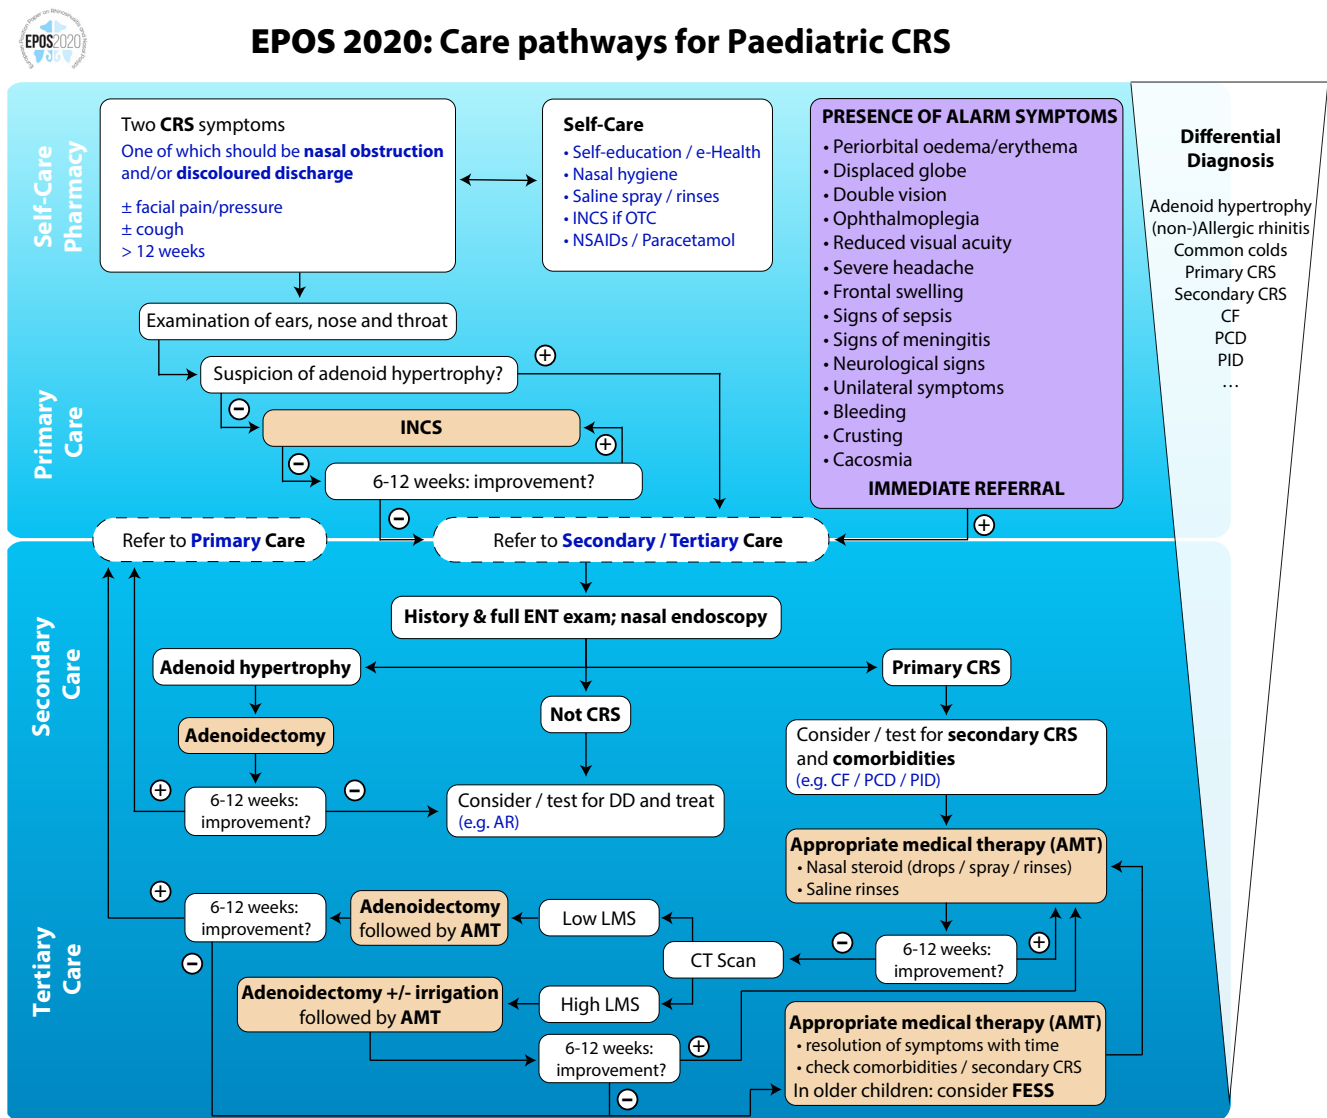 EPOS2020
European Position Paper on Rhinosinusitis and Nasal Polyps
EPOS 2020: Care pathways for Paediatric CRS
Self-Care
Pharmacy
Two CRS symptoms
One of which should be nasal obstruction
and/or discoloured discharge
± facial pain/pressure
± cough
> 12 weeks
Self-Care
• Self-education / e-Health
• Nasal hygiene
• Saline spray / rinses
• INCS if OTC
• NSAIDs / Paracetamol
PRESENCE OF ALARM SYMPTOMS
• Periorbital oedema/erythema
• Displaced globe
• Double vision
• Ophthalmoplegia
• Reduced visual acuity
• Severe headache
• Frontal swelling
• Signs of sepsis
• Signs of meningitis
• Neurological signs
• Unilateral symptoms
• Bleeding
• Crusting
• Cacosmia
IMMEDIATE REFERRAL
+
Differential
Diagnosis
Adenoid hypertrophy
(non-)Allergic rhinitis
Common colds
Primary CRS
Secondary CRS
CF
PCD
PID
...
Primary
Care
Examination of ears, nose and throat
Suspicion of adenoid hypertrophy?
+
−
INCS
+
−
6-12 weeks: improvement?
−
Refer to Primary Care
Refer to Secondary / Tertiary Care
Secondary
Care
History & full ENT exam; nasal endoscopy
Adenoid hypertrophy
Adenoidectomy
+
6-12 weeks:
improvement?
−
Not CRS
Consider / test for DD and treat
(e.g. AR)
Primary CRS
Consider / test for secondary CRS
and comorbidities
(e.g. CF / PCD / PID)
Appropriate medical therapy (AMT)
• Nasal steroid (drops / spray / rinses)
• Saline rinses
Tertiary
Care
−
6-12 weeks:
improvement?
+
CT Scan
Low LMS
Adenoidectomy
followed by AMT
+
6-12 weeks:
improvement?
−
High LMS
Adenoidectomy +/- irrigation
followed by AMT
6-12 weeks:
improvement?
+
−
Appropriate medical therapy (AMT)
• resolution of symptoms with time
• check comorbidities / secondary CRS
In older children: consider FESS